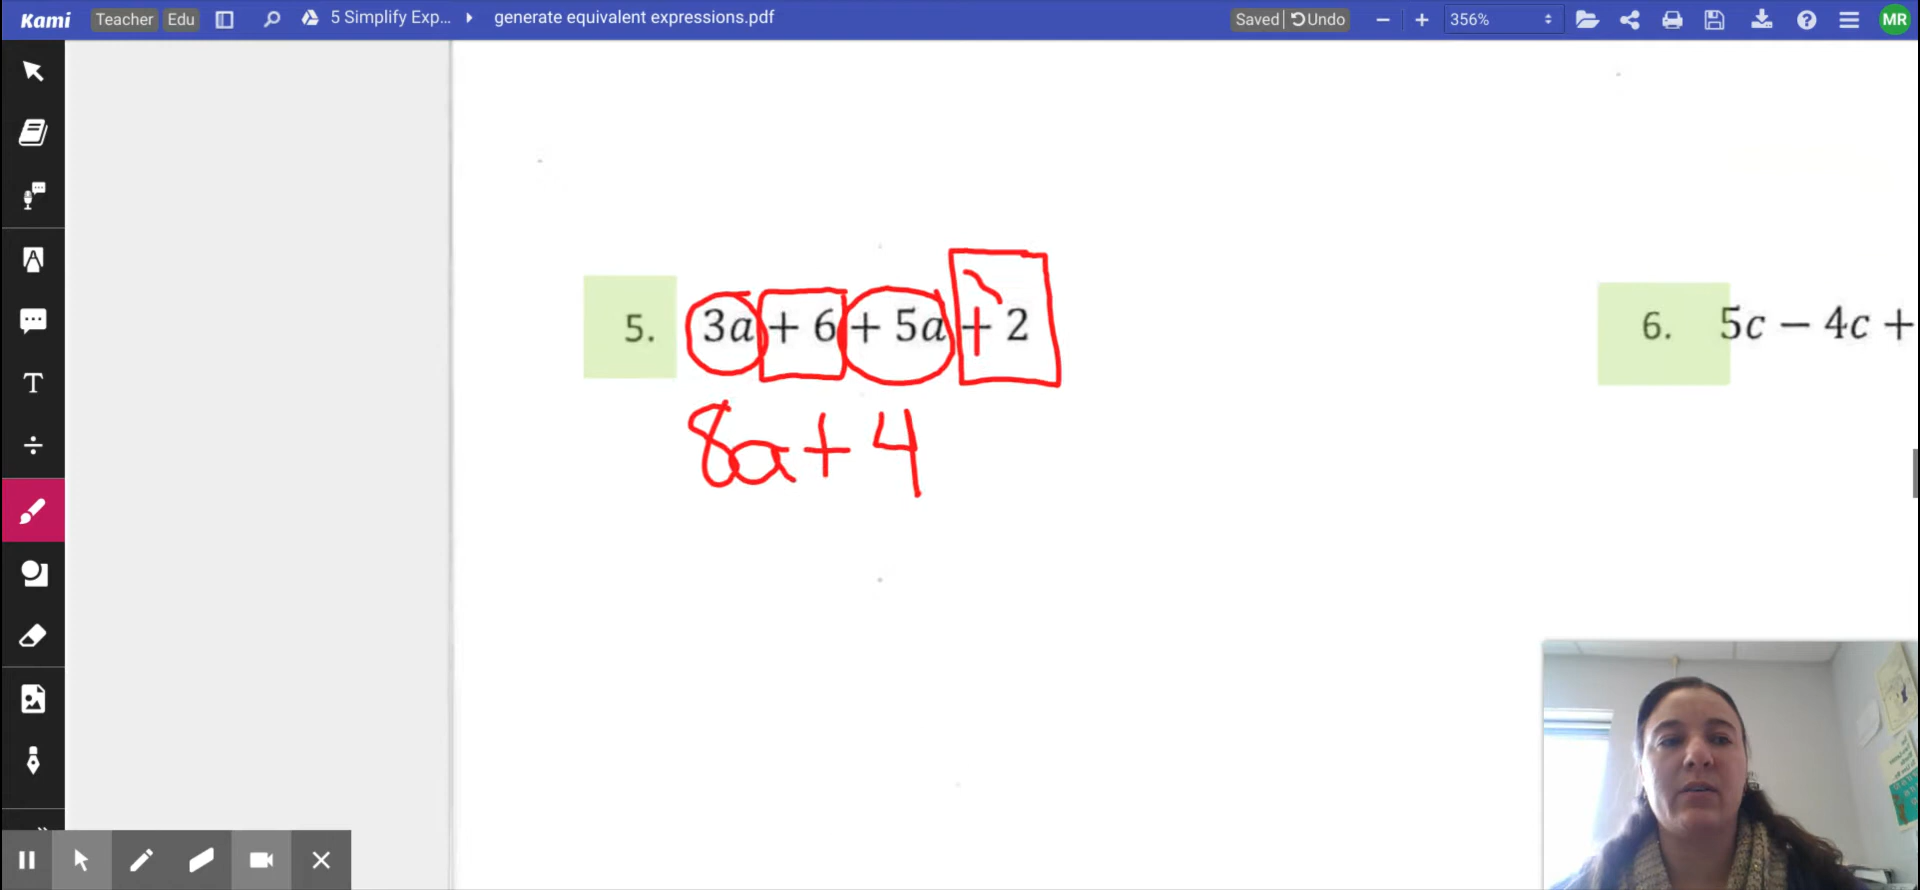 Kami Teacher Edu 5 Simplify Exp... generate equivalent expressions.pdf Saved Undo 356% MR
5. 3a + 6 + 5a + 2
6. 5c − 4c +
8a + 4